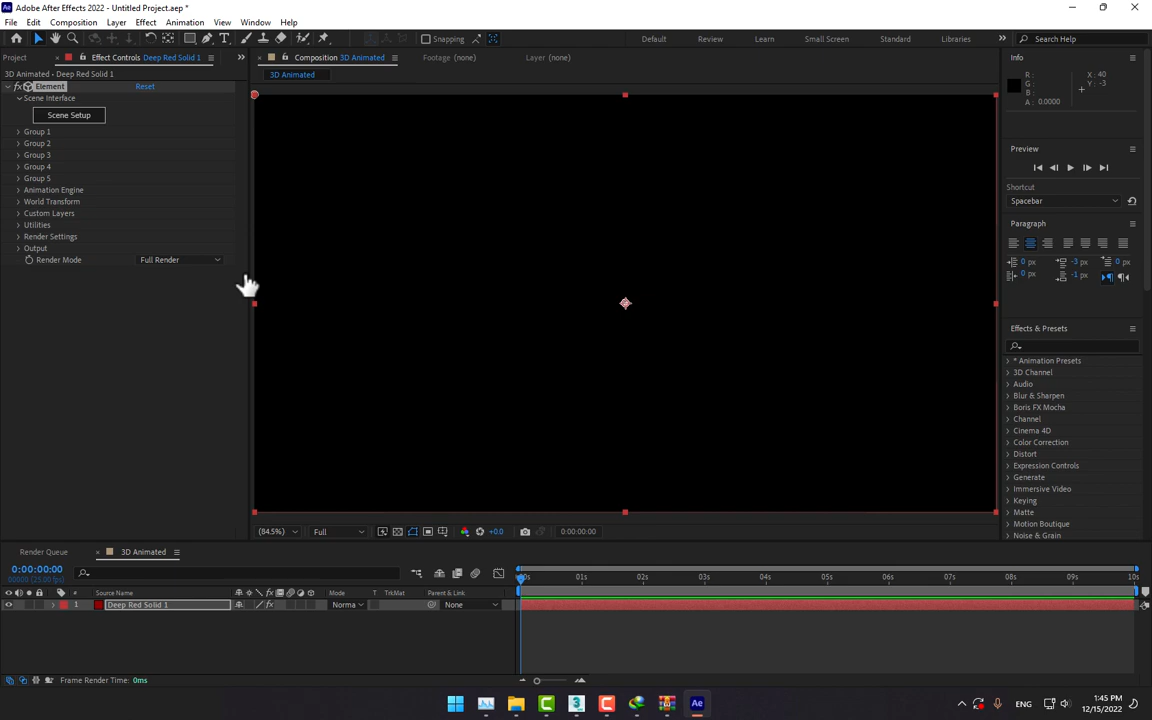 Adobe After Effects 2022 - Untitled Project.aep *
File Edit Composition Layer Effect Animation View Window Help
Snapping Default Review Learn Small Screen Standard Libraries Search Help
Project Effect Controls Deep Red Solid 1 Composition 3D Animated Footage (none) Layer (none) Info
3D Animated • Deep Red Solid 1 3D Animated
fx Element Reset
Scene Interface
Scene Setup
Group 1
Group 2
Group 3
Group 4
Group 5
Animation Engine
World Transform
Custom Layers
Utilities
Render Settings
Output
Render Mode Full Render
R :
G :
B :
A : 0.0000
X : 40
Y : -3
Preview
Shortcut
Spacebar
Paragraph
0 px -3 px 0 px
0 px -1 px
Effects & Presets
* Animation Presets
3D Channel
Audio
Blur & Sharpen
Boris FX Mocha
Channel
Cinema 4D
Color Correction
Distort
Expression Controls
Generate
Immersive Video
Keying
Matte
Motion Boutique
Noise & Grain
(84.5%) Full +0.0 0:00:00:00
Render Queue 3D Animated
0:00:00:00
00000 (25.00 fps)
01s 02s 03s 04s 05s 06s 07s 08s 09s 10s
# Source Name Mode T TrkMat Parent & Link
1 Deep Red Solid 1 Norma None
Frame Render Time: 0ms
ENG 1:45 PM
12/15/2022